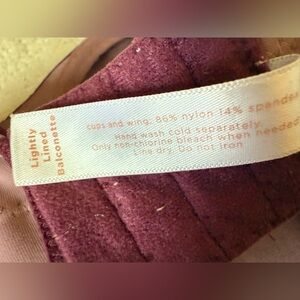 Lightly
Lined
Balconette
cups and wing. 86% nylon 14% spandex
Hand wash cold separately.
Only non-chlorine bleach when needed
Line dry. Do not iron